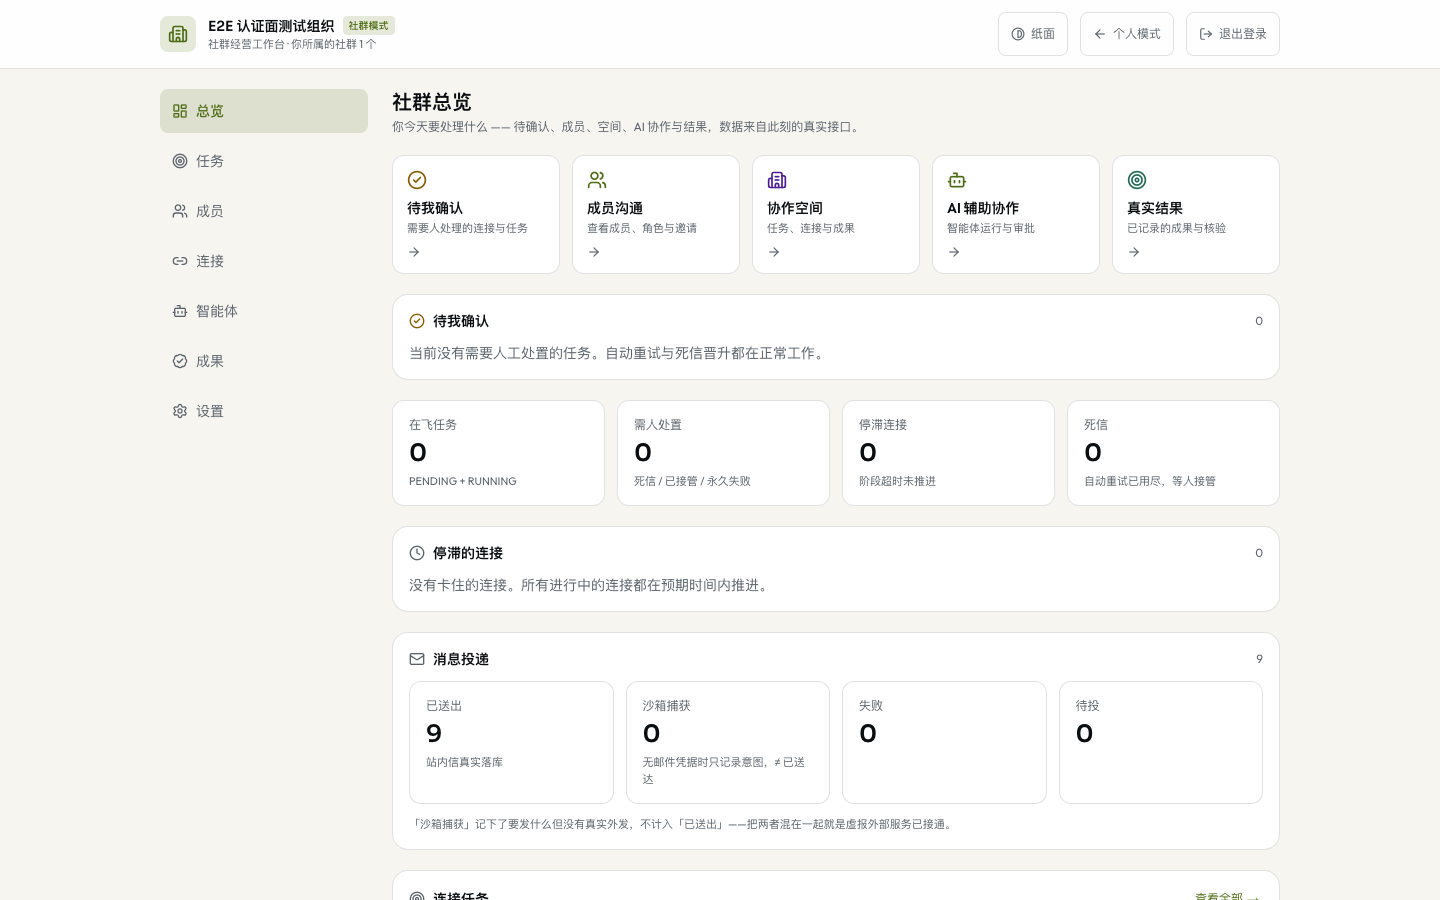 E2E 认证面测试组织 社群模式
社群经营工作台 · 你所属的社群 1 个
纸面
个人模式
退出登录
总览
任务
成员
连接
智能体
成果
设置
社群总览
你今天要处理什么 —— 待确认、成员、空间、AI 协作与结果，数据来自此刻的真实接口。
待我确认
需要人处理的连接与任务
→
成员沟通
查看成员、角色与邀请
→
协作空间
任务、连接与成果
→
AI 辅助协作
智能体运行与审批
→
真实结果
已记录的成果与核验
→
待我确认 0
当前没有需要人工处置的任务。自动重试与死信晋升都在正常工作。
在飞任务
0
PENDING + RUNNING
需人处置
0
死信 / 已接管 / 永久失败
停滞连接
0
阶段超时未推进
死信
0
自动重试已用尽，等人接管
停滞的连接 0
没有卡住的连接。所有进行中的连接都在预期时间内推进。
消息投递 9
已送出
9
站内信真实落库
沙箱捕获
0
无邮件凭据时只记录意图，≠ 已送
达
失败
0
待投
0
「沙箱捕获」记下了要发什么但没有真实外发，不计入「已送出」——把两者混在一起就是虚报外部服务已接通。
连接任务 查看全部 →